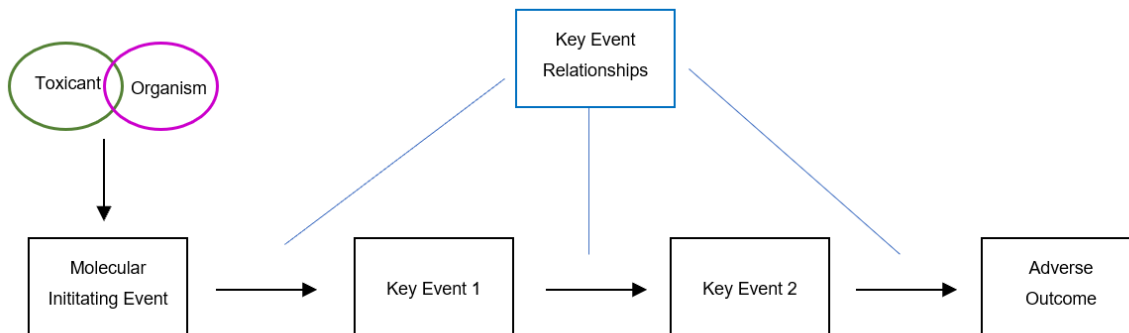 Key Event
Relationships
Toxicant
Organism
Molecular
Inititating Event
Key Event 1
Key Event 2
Adverse
Outcome